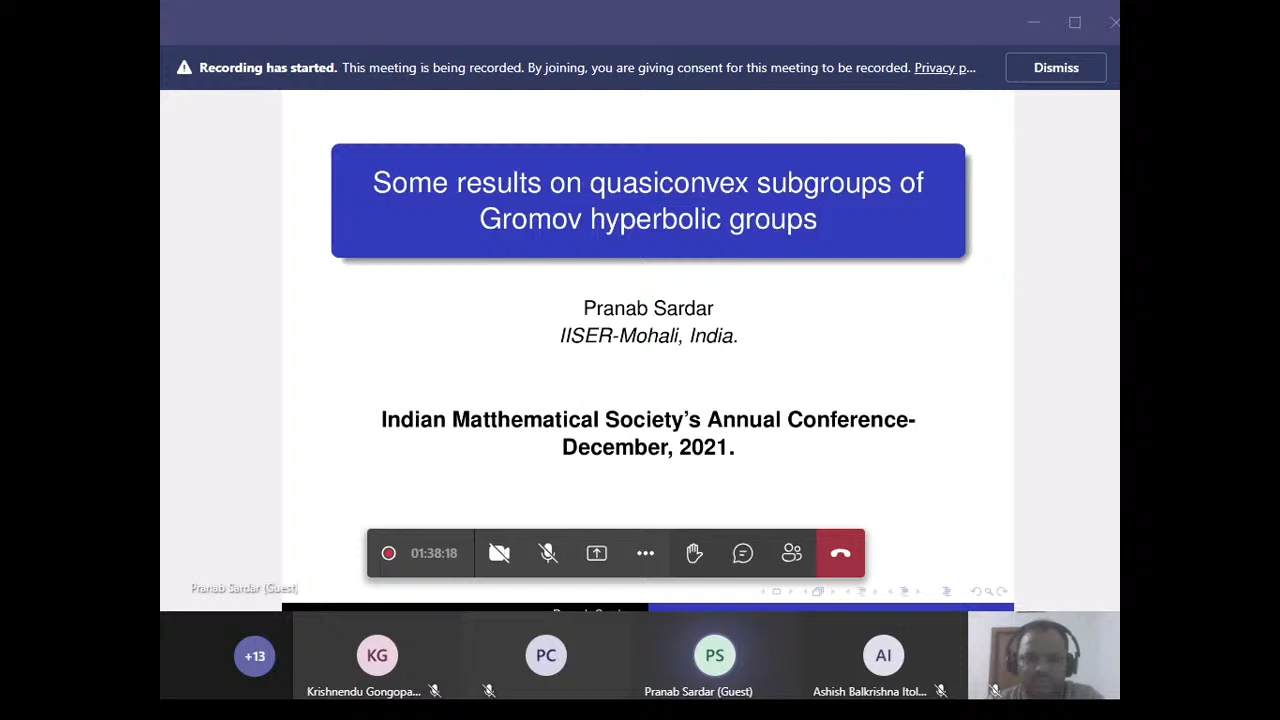 Recording has started. This meeting is being recorded. By joining, you are giving consent for this meeting to be recorded. Privacy p...
Dismiss
Some results on quasiconvex subgroups of
Gromov hyperbolic groups
Pranab Sardar
IISER-Mohali, India.
Indian Matthematical Society's Annual Conference-
December, 2021.
01:38:18
Pranab Sardar (Guest)
+13
KG
PC
PS
AI
Krishnendu Gongopa...
Pranab Sardar (Guest)
Ashish Balkrishna Itol...